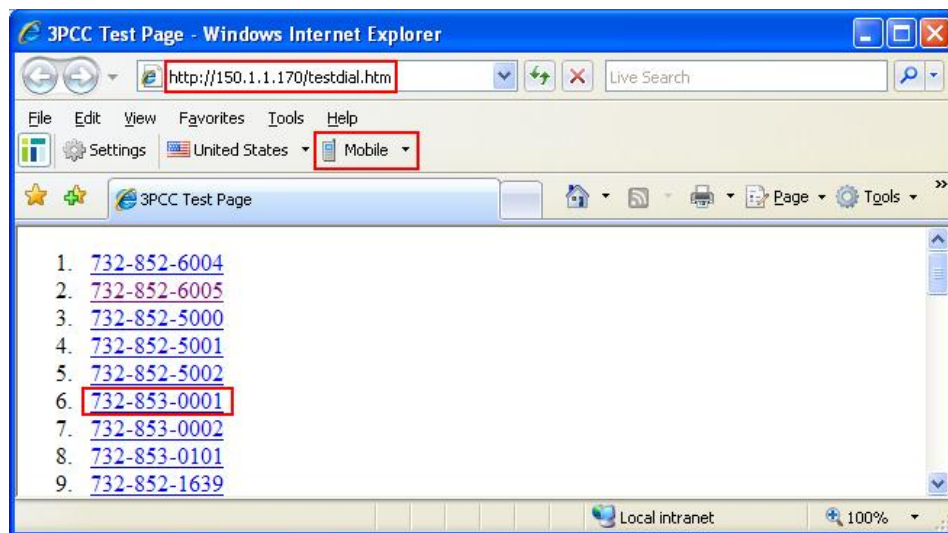 3PCC Test Page - Windows Internet Explorer
http://150.1.1.170/testdial.htm Live Search
File Edit View Favorites Tools Help
Settings United States Mobile
3PCC Test Page Page Tools »
1. 732-852-6004
2. 732-852-6005
3. 732-852-5000
4. 732-852-5001
5. 732-852-5002
6. 732-853-0001
7. 732-853-0002
8. 732-853-0101
9. 732-852-1639
Local intranet 100%